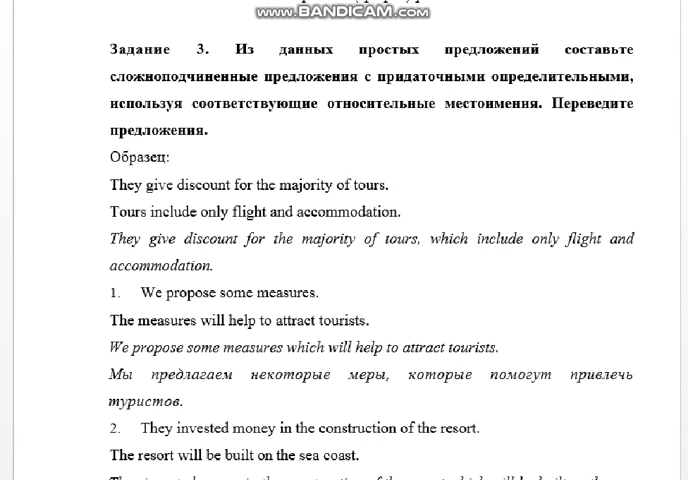 www.BANDICAM.com
Задание 3. Из данных простых предложений составьте
сложноподчиненные предложения с придаточными определительными,
используя соответствующие относительные местоимения. Переведите
предложения.
Образец:
They give discount for the majority of tours.
Tours include only flight and accommodation.
They give discount for the majority of tours, which include only flight and
accommodation.
1. We propose some measures.
The measures will help to attract tourists.
We propose some measures which will help to attract tourists.
Мы предлагаем некоторые меры, которые помогут привлечь
туристов.
2. They invested money in the construction of the resort.
The resort will be built on the sea coast.